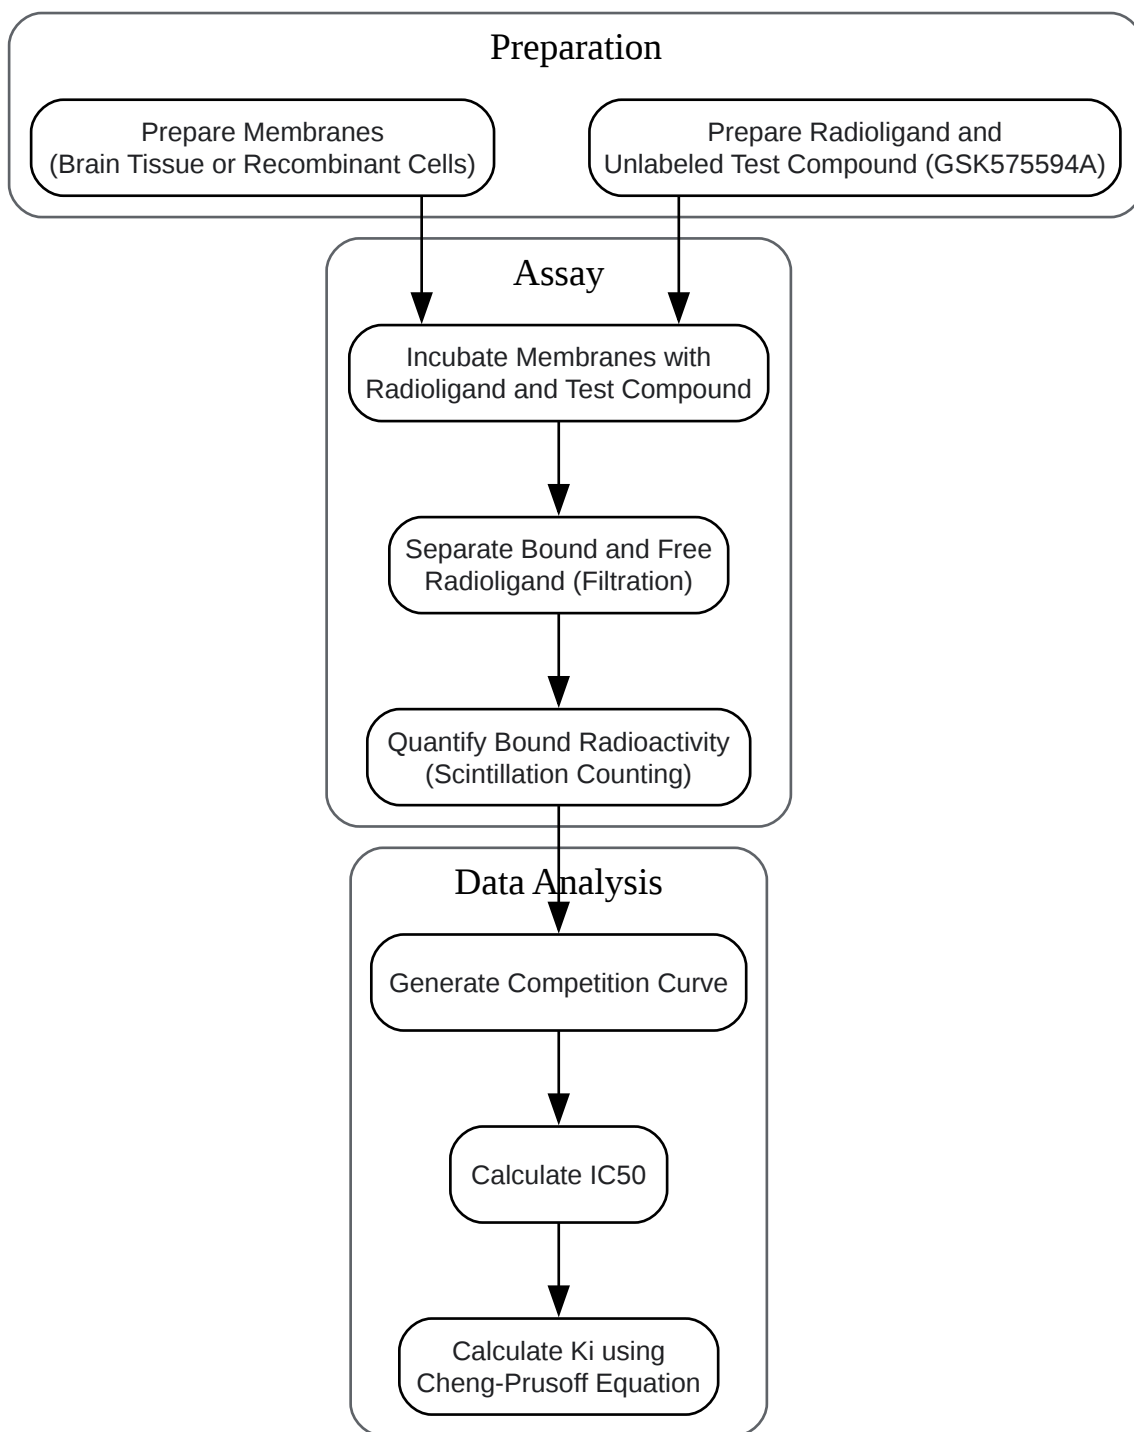 Preparation
Prepare Membranes
(Brain Tissue or Recombinant Cells)
Prepare Radioligand and
Unlabeled Test Compound (GSK575594A)
Assay
Incubate Membranes with
Radioligand and Test Compound
Separate Bound and Free
Radioligand (Filtration)
Quantify Bound Radioactivity
(Scintillation Counting)
Data Analysis
Generate Competition Curve
Calculate IC50
Calculate Ki using
Cheng-Prusoff Equation